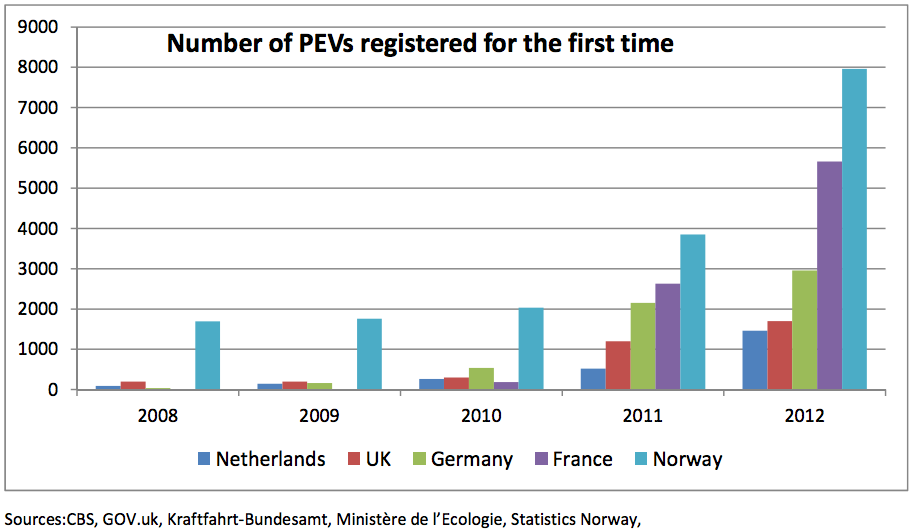 Number of PEVs registered for the first time
9000
8000
7000
6000
5000
4000
3000
2000
1000
0
2008 2009 2010 2011 2012
Netherlands UK Germany France Norway
Sources:CBS, GOV.uk, Kraftfahrt-Bundesamt, Ministère de l’Ecologie, Statistics Norway,